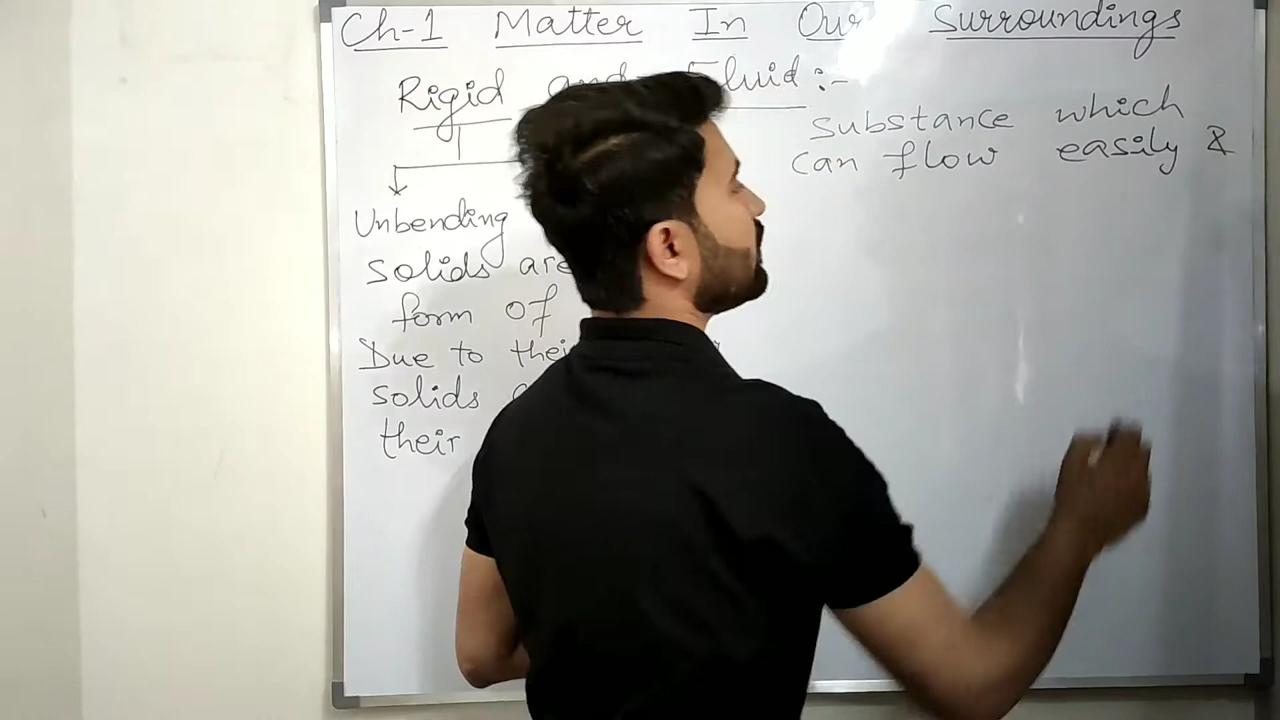 Ch-1 Matter In Our Surroundings
Rigid and Fluid :-
substance which
can flow easily &
Unbending
solids are
form of
Due to their
solids
their